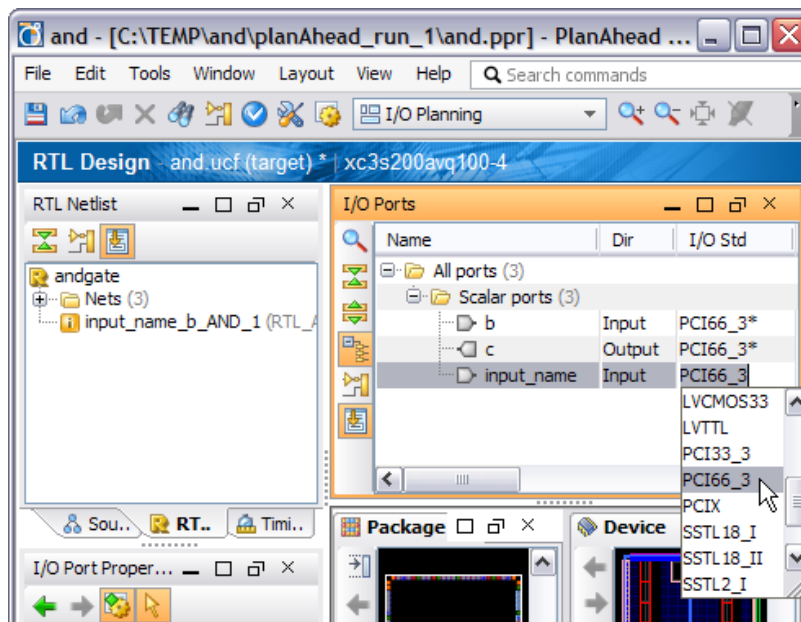 and - [C:\TEMP\and\planAhead_run_1\and.ppr] - PlanAhead ...
File Edit Tools Window Layout View Help Search commands
I/O Planning
RTL Design - and.ucf (target) * | xc3s200avq100-4
RTL Netlist
andgate
Nets (3)
input_name_b_AND_1 (RTL_A
Sou.. RT.. Timi..
I/O Port Proper...
I/O Ports
Name Dir I/O Std
All ports (3)
Scalar ports (3)
b Input PCI66_3*
c Output PCI66_3*
input_name Input PCI66_3
LVCMOS33
LVTTL
PCI33_3
PCI66_3
PCIX
SSTL18_I
SSTL18_II
SSTL2_I
Package
Device